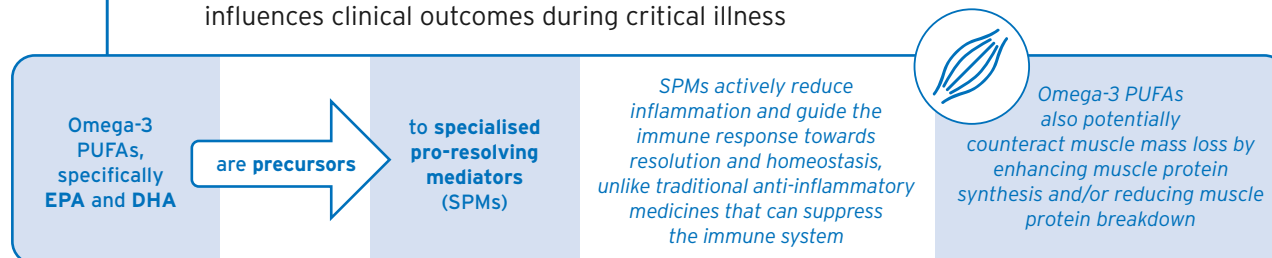 influences clinical outcomes during critical illness
Omega-3
PUFAs,
specifically
EPA and DHA
are precursors
to specialised
pro-resolving
mediators
(SPMs)
SPMs actively reduce
inflammation and guide the
immune response towards
resolution and homeostasis,
unlike traditional anti-inflammatory
medicines that can suppress
the immune system
Omega-3 PUFAs
also potentially
counteract muscle mass loss by
enhancing muscle protein
synthesis and/or reducing muscle
protein breakdown